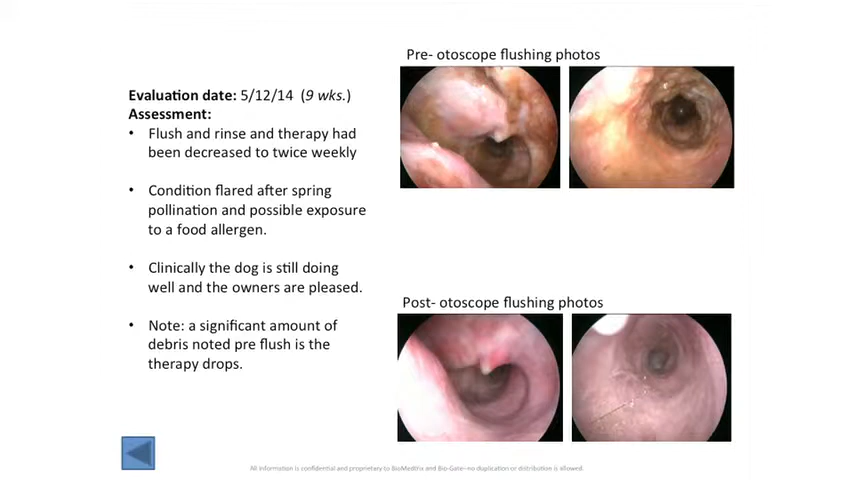 Pre- otoscope flushing photos
Evaluation date: 5/12/14 (9 wks.)
Assessment:
• Flush and rinse and therapy had
been decreased to twice weekly
• Condition flared after spring
pollination and possible exposure
to a food allergen.
• Clinically the dog is still doing
well and the owners are pleased.
• Note: a significant amount of
debris noted pre flush is the
therapy drops.
Post- otoscope flushing photos
All information is confidential and proprietary to BioMedtrix and Bio-Gate–no duplication or distribution is allowed.